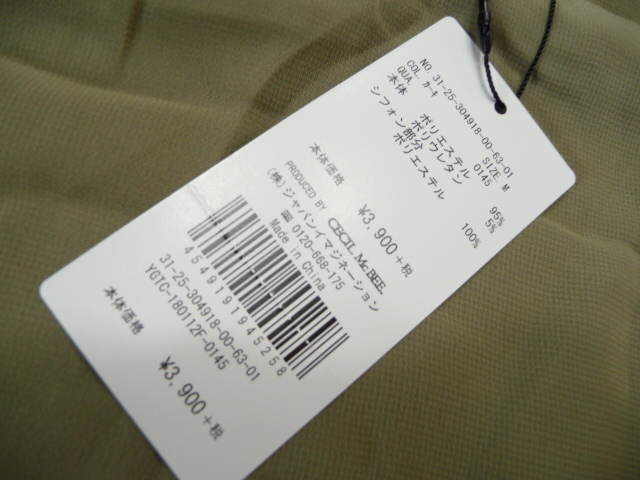 NO. 31-25-304918-00-63-01
COL. カーキ SIZE. M
QUA. 0145
本体 ポリエステル 95%
ポリウレタン 5%
シフォン部分
ポリエステル 100%
本体価格 ¥3,900 +税
PRODUCED BY CECIL McBEE.
(株)ジャパンイマジネーション
0120-668-175
Made in China
4549191945258
31-25-304918-00-63-01
YGTC-180112F-0145
本体価格 ¥3,900 +税